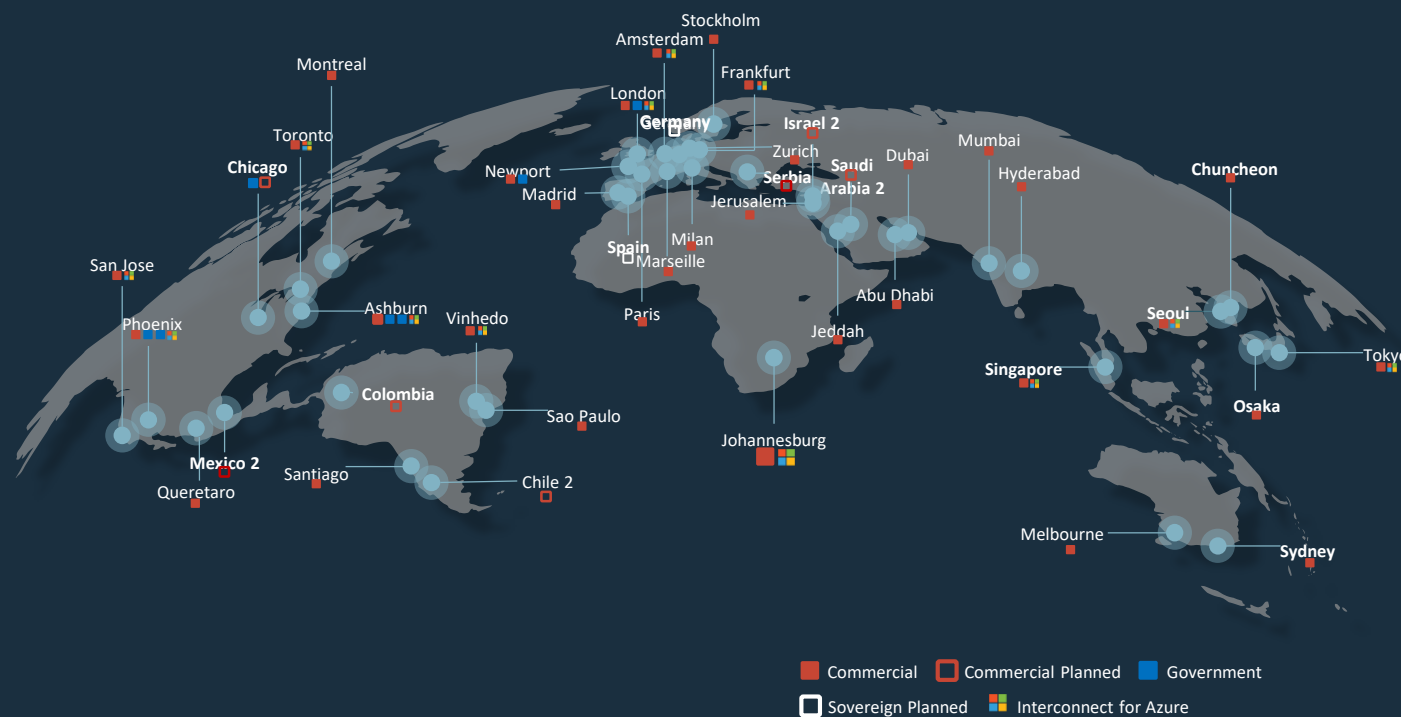 Stockholm
Amsterdam
Montreal
Frankfurt
London
Germany
Israel 2
Toronto
Mumbai
Zurich
Dubai
Chicago
Saudi
Arabia 2
Chuncheon
Newport
Hyderabad
Serbia
Madrid
Jerusalem
Spain
Milan
San Jose
Marseille
Abu Dhabi
Ashburn
Paris
Vinhedo
Seoul
Phoenix
Jeddah
Tokyo
Singapore
Colombia
Osaka
Sao Paulo
Johannesburg
Mexico 2
Santiago
Chile 2
Queretaro
Melbourne
Sydney
Commercial
Commercial Planned
Government
Sovereign Planned
Interconnect for Azure